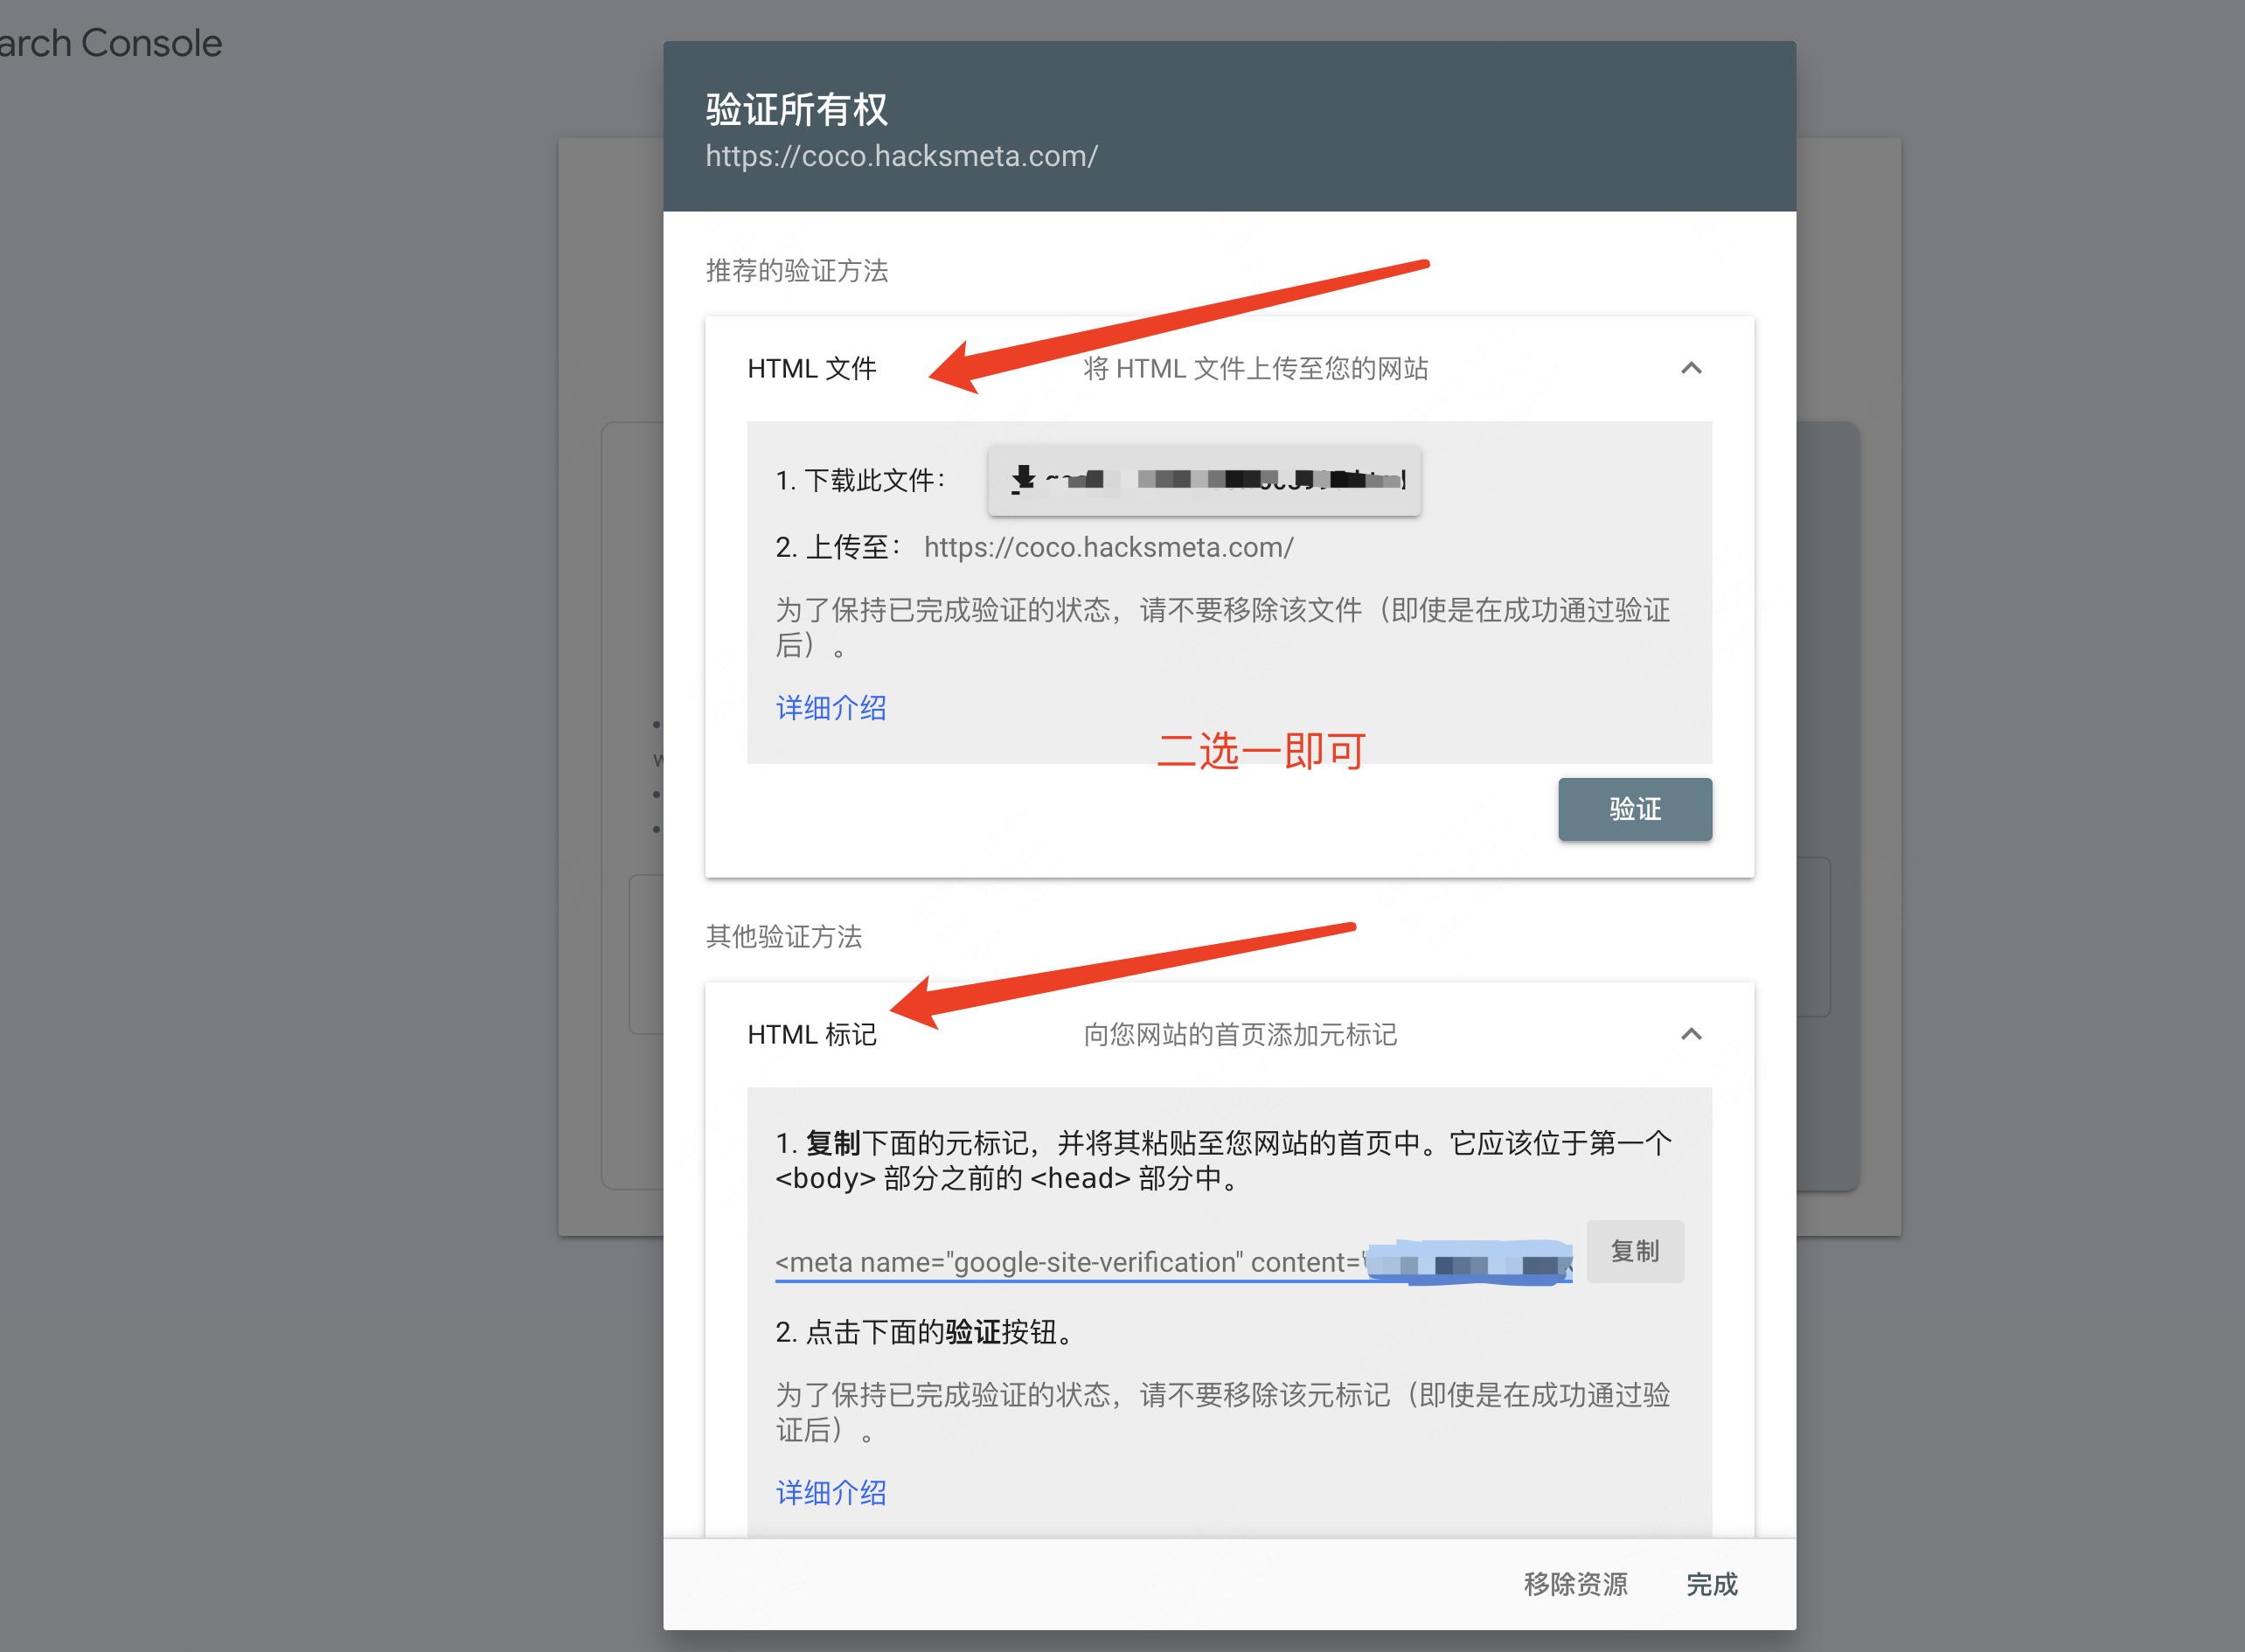 arch Console
验证所有权
https://coco.hacksmeta.com/
推荐的验证方法
HTML 文件
将 HTML 文件上传至您的网站
1. 下载此文件：
2. 上传至： https://coco.hacksmeta.com/
为了保持已完成验证的状态，请不要移除该文件（即使是在成功通过验证
后）。
详细介绍
二选一即可
验证
其他验证方法
HTML 标记
向您网站的首页添加元标记
1. 复制下面的元标记，并将其粘贴至您网站的首页中。它应该位于第一个
<body> 部分之前的 <head> 部分中。
<meta name="google-site-verification" content=
复制
2. 点击下面的验证按钮。
为了保持已完成验证的状态，请不要移除该元标记（即使是在成功通过验
证后）。
详细介绍
移除资源
完成